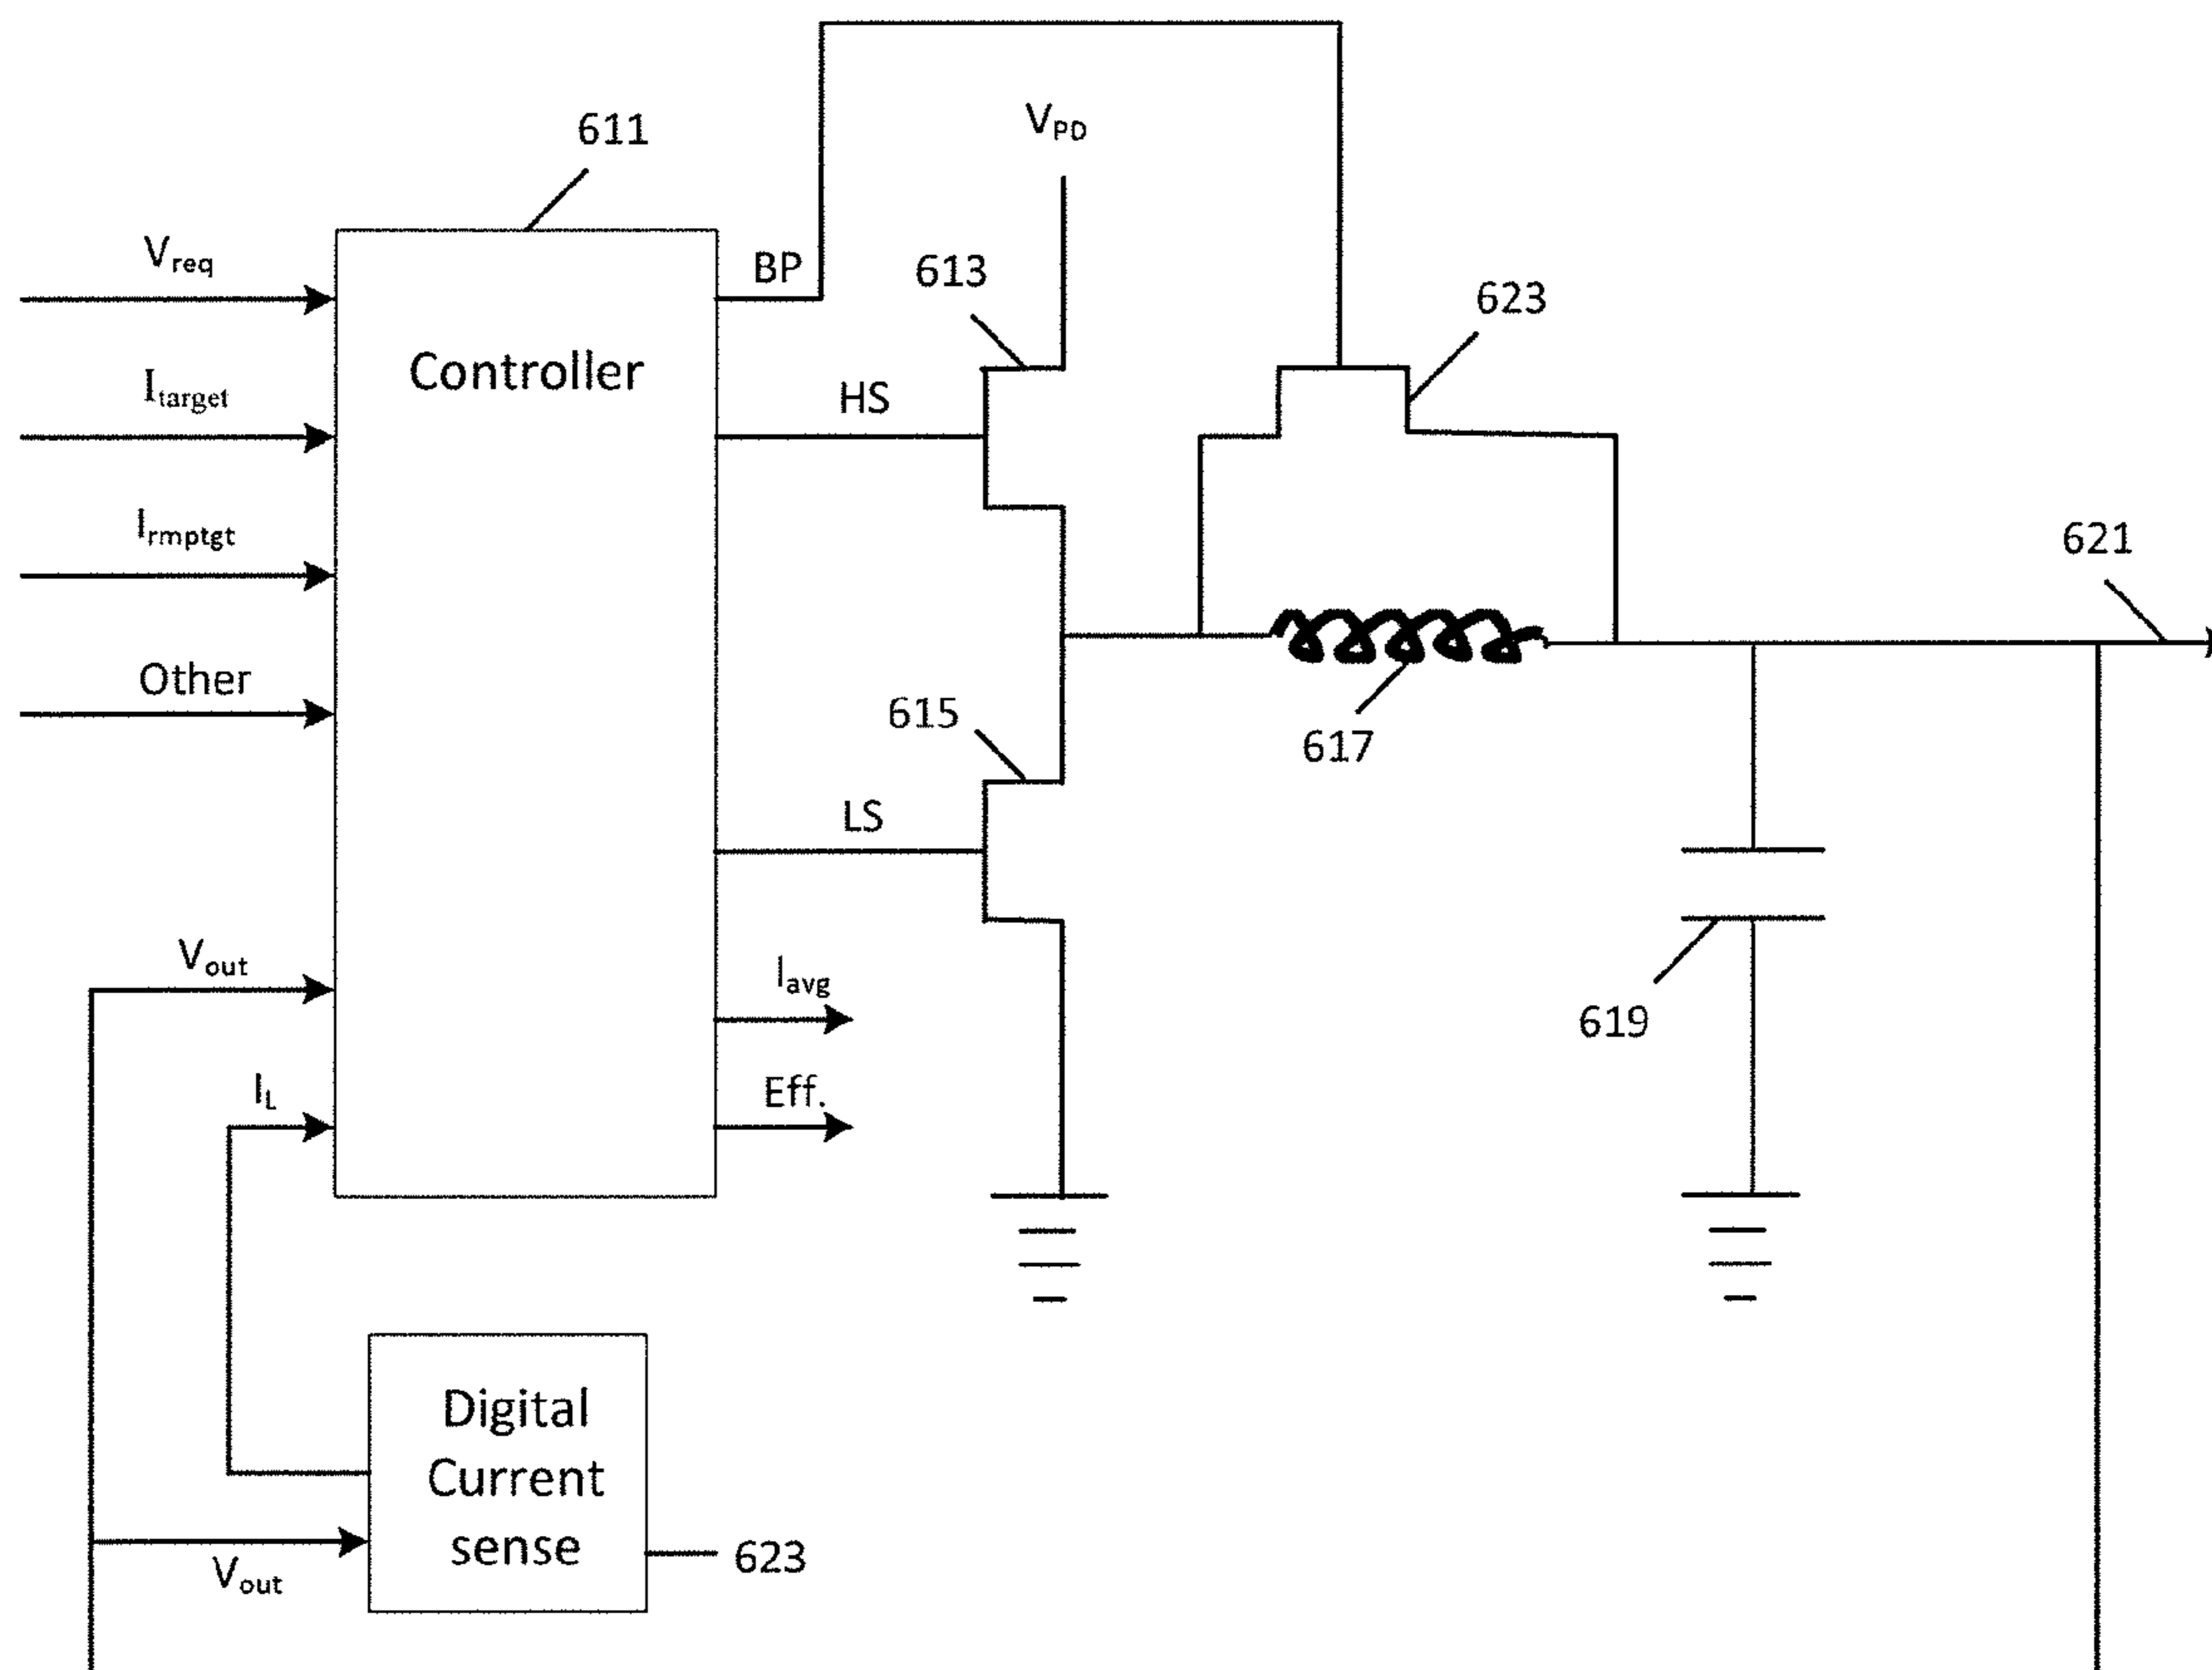 611
V_PD
V_req
BP
613
623
I_target
Controller
HS
I_rmptgt
621
Other
615
617
LS
V_out
I_avg
619
I_L
Eff.
Digital
Current
sense
623
V_out